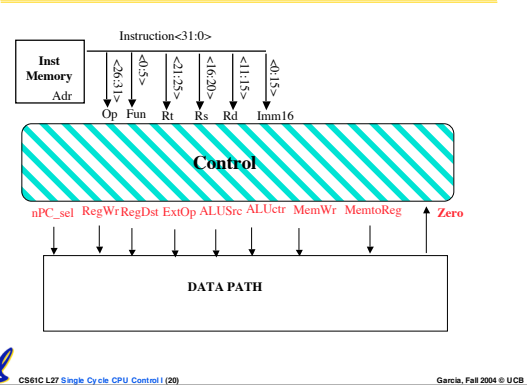 Instruction<31:0>
Inst
Memory
Adr
<26:31>
<0:5>
<21:25>
<16:20>
<11:15>
<0:15>
Op Fun Rt Rs Rd Imm16
Control
nPC_sel RegWr RegDst ExtOp ALUSrc ALUctr MemWr MemtoReg Zero
DATA PATH
CS61C L27 Single Cycle CPU Control I (20)
Garcia, Fall 2004 © UCB